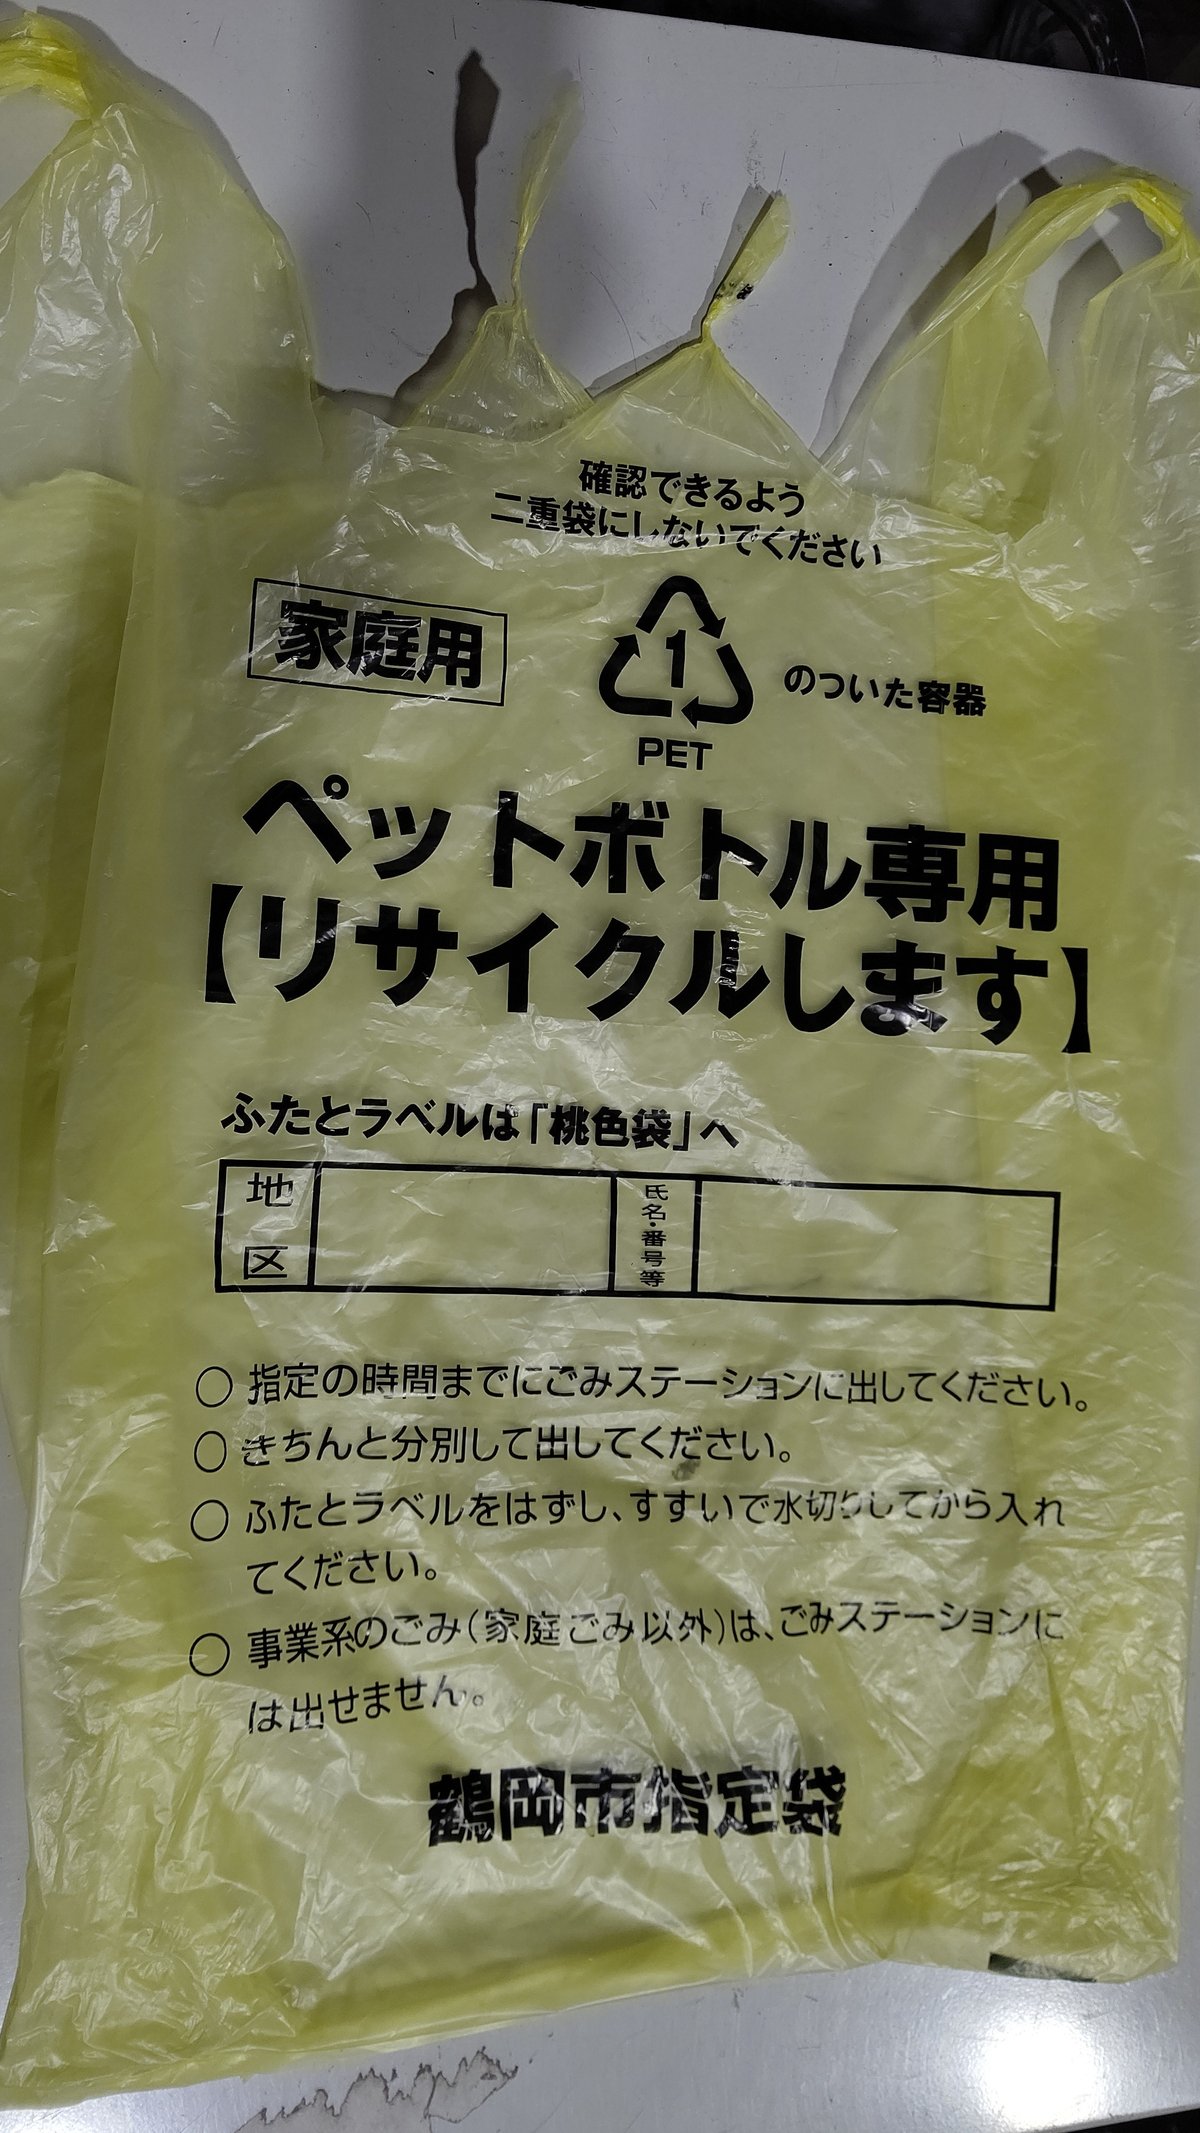 確認できるよう
二重袋にしないでください
家庭用
1
PET
のついた容器
ペットボトル専用
【リサイクルします】
ふたとラベルは「桃色袋」へ
地区
氏名・番号等
○ 指定の時間までにごみステーションに出してください。
○ きちんと分別して出してください。
○ ふたとラベルをはずし、すすいで水切りしてから入れ
てください。
○ 事業系のごみ(家庭ごみ以外)は、ごみステーションに
は出せません。
鶴岡市指定袋